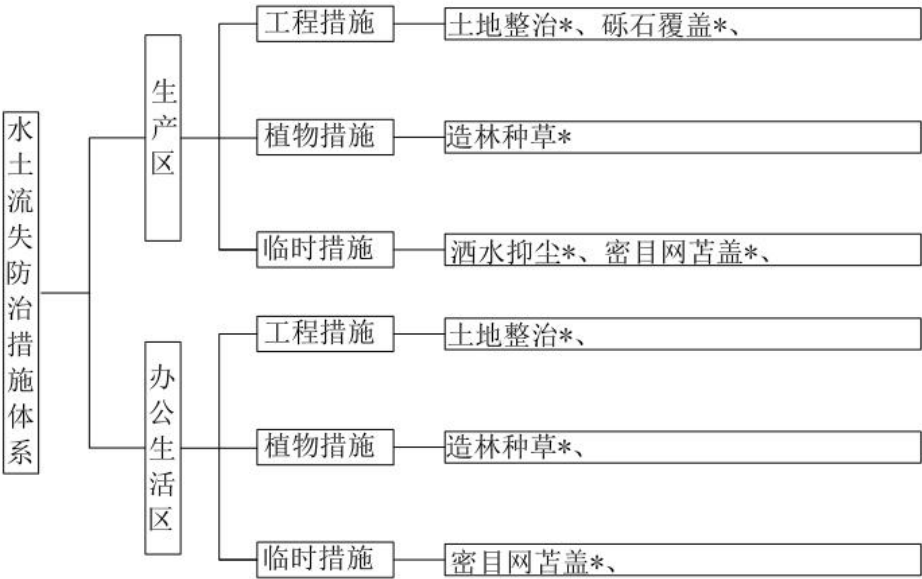 水土流失防治措施体系
生产区
工程措施
土地整治*、砾石覆盖*、
植物措施
造林种草*
临时措施
洒水抑尘*、密目网苫盖*、
办公生活区
工程措施
土地整治*、
植物措施
造林种草*、
临时措施
密目网苫盖*、